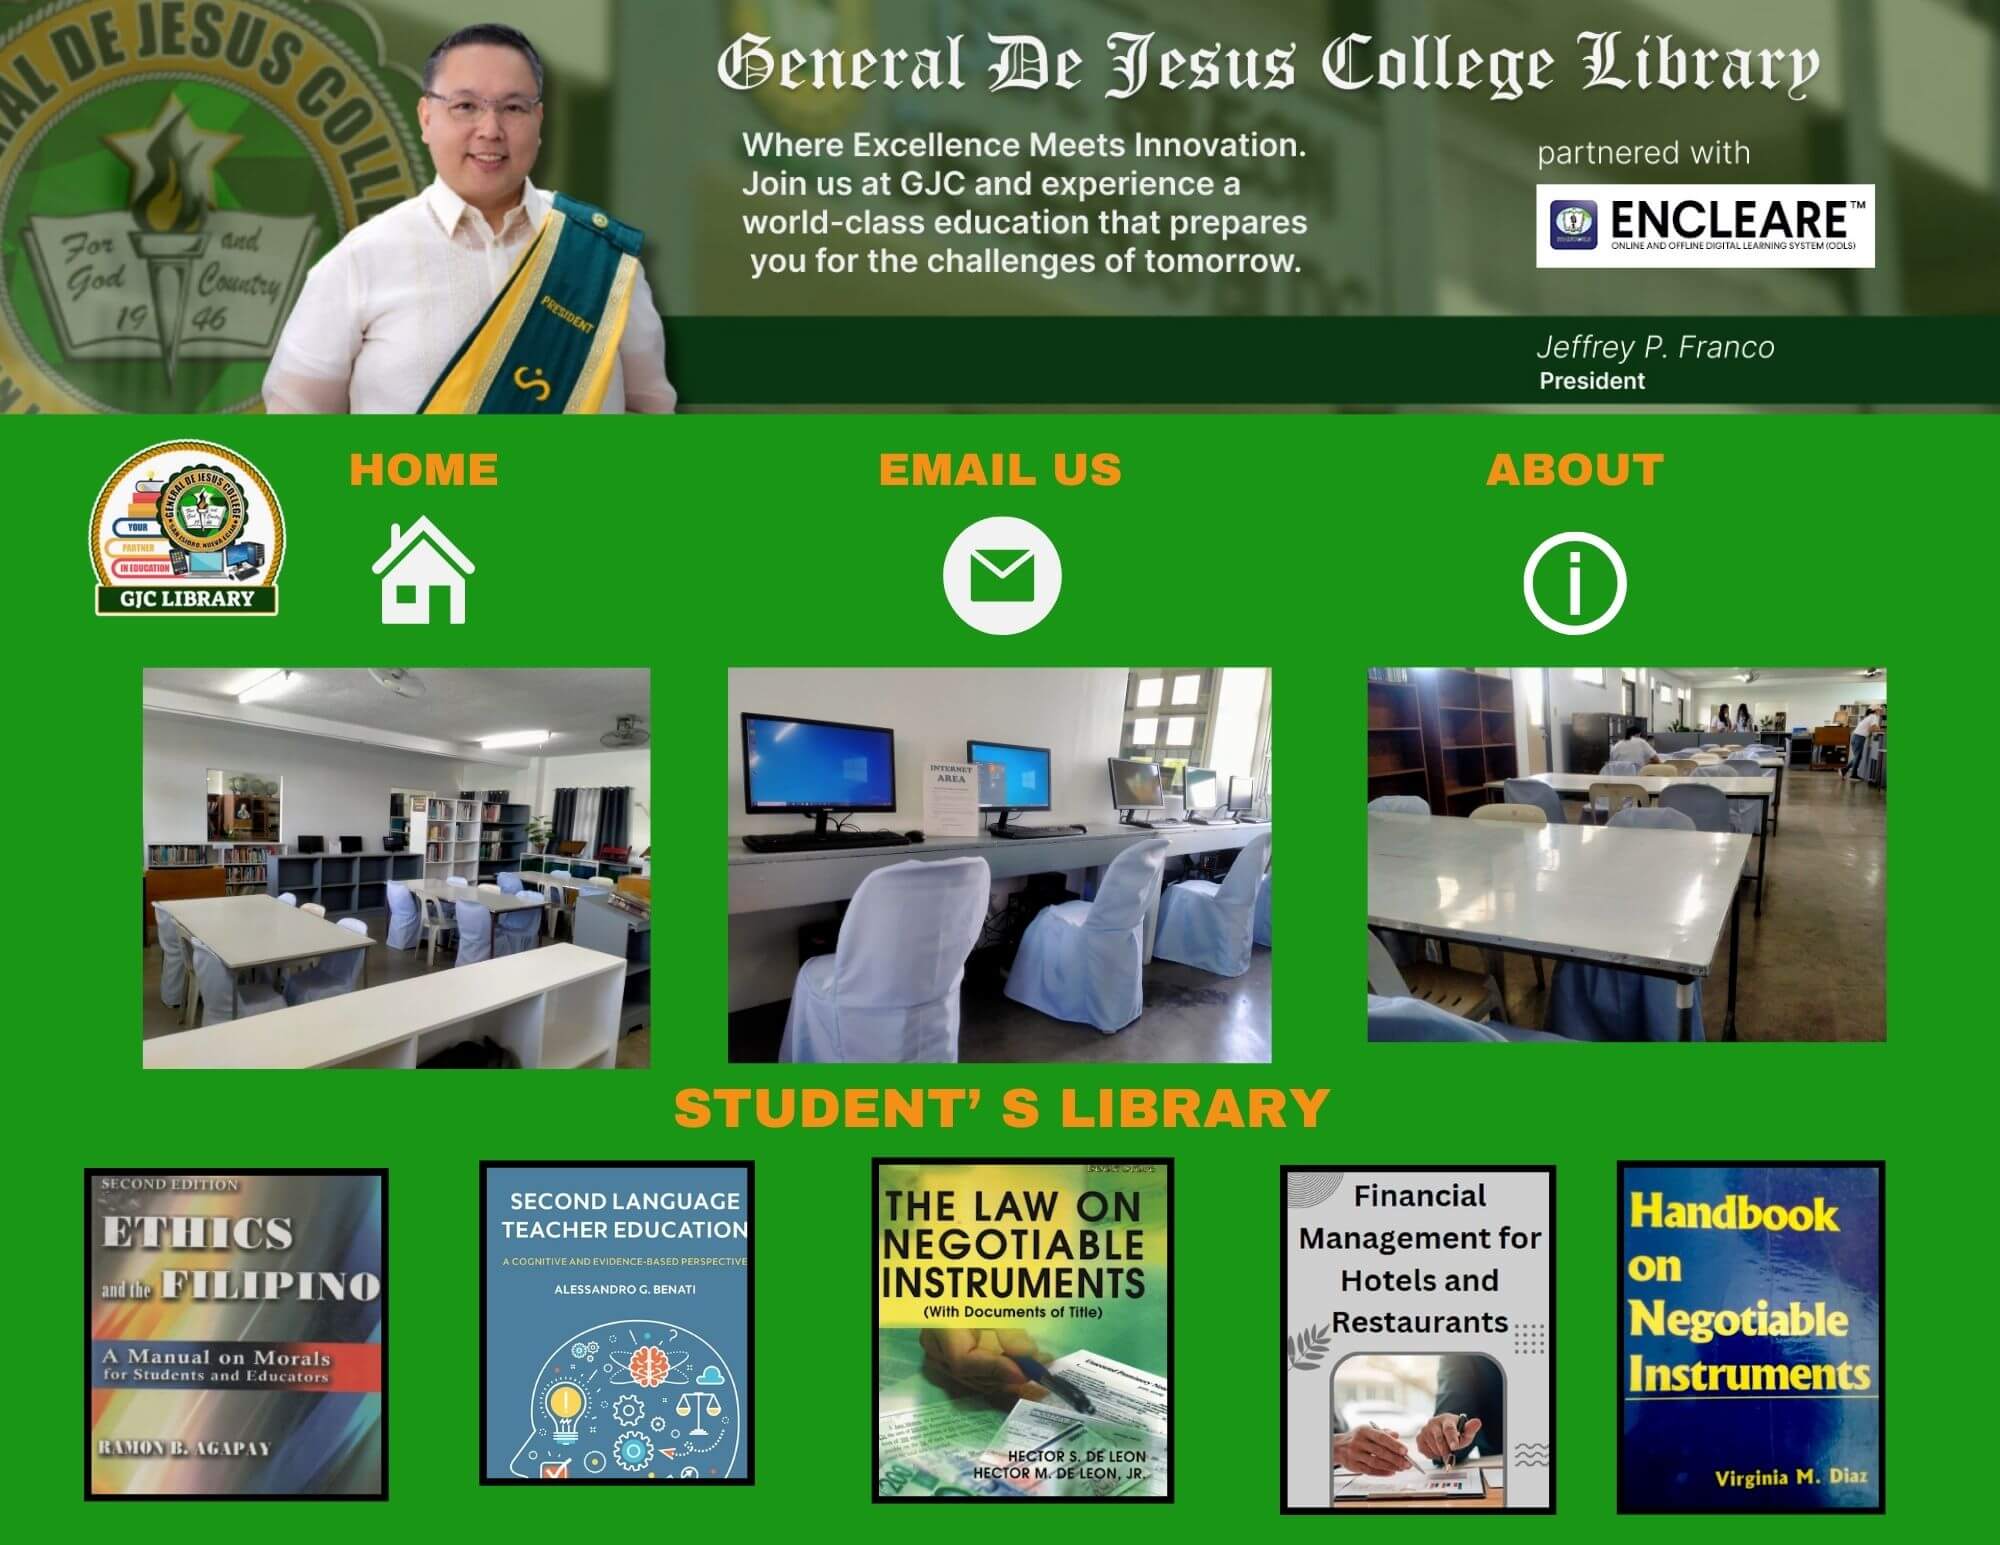 GENERAL DE JESUS COLLEGE
For God and Country
1946
PRESIDENT
General De Jesus College Library
Where Excellence Meets Innovation.
Join us at GJC and experience a
world-class education that prepares
you for the challenges of tomorrow.
partnered with
ENCLEARE™
ONLINE AND OFFLINE DIGITAL LEARNING SYSTEM (ODLS)
Jeffrey P. Franco
President
GENERAL DE JESUS COLLEGE
SAN ISIDRO, NUEVA ECIJA
YOUR
PARTNER
IN EDUCATION
GJC LIBRARY
HOME
EMAIL US
ABOUT
INTERNET
AREA
STUDENT’ S LIBRARY
SECOND EDITION
ETHICS
and the FILIPINO
A Manual on Morals
for Students and Educators
RAMON B. AGAPAY
SECOND LANGUAGE
TEACHER EDUCATION
A COGNITIVE AND EVIDENCE-BASED PERSPECTIVE
ALESSANDRO G. BENATI
THE LAW ON
NEGOTIABLE
INSTRUMENTS
(With Documents of Title)
HECTOR S. DE LEON
HECTOR M. DE LEON, JR.
Financial
Management for
Hotels and
Restaurants
Handbook
on
Negotiable
Instruments
Virginia M. Diaz